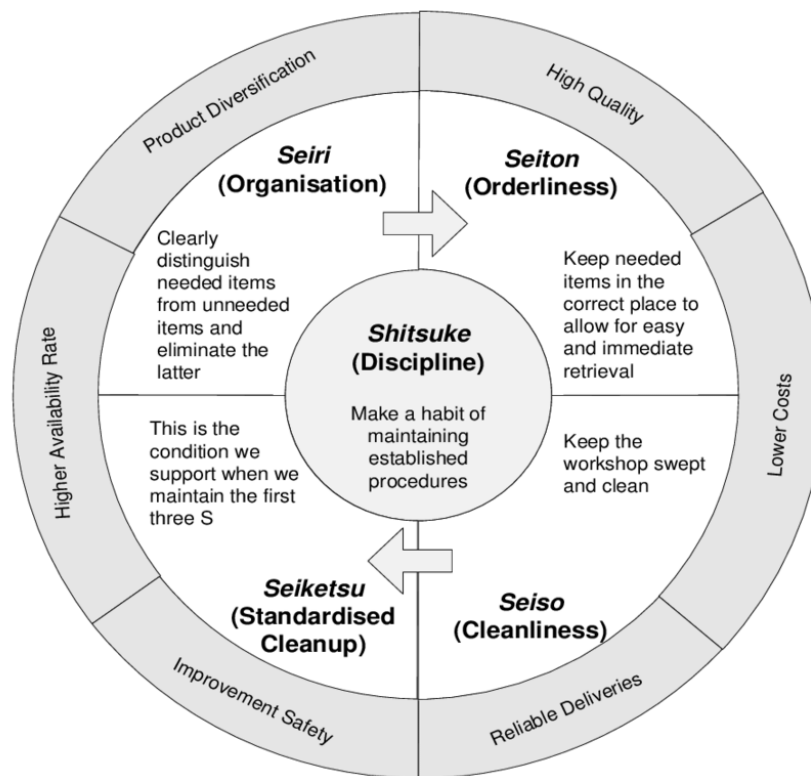 Product Diversification
High Quality
Lower Costs
Reliable Deliveries
Improvement Safety
Higher Availability Rate
Seiri
(Organisation)
Clearly
distinguish
needed items
from unneeded
items and
eliminate the
latter
Seiton
(Orderliness)
Keep needed
items in the
correct place to
allow for easy
and immediate
retrieval
Shitsuke
(Discipline)
Make a habit of
maintaining
established
procedures
This is the
condition we
support when we
maintain the first
three S
Seiketsu
(Standardised
Cleanup)
Keep the
workshop swept
and clean
Seiso
(Cleanliness)